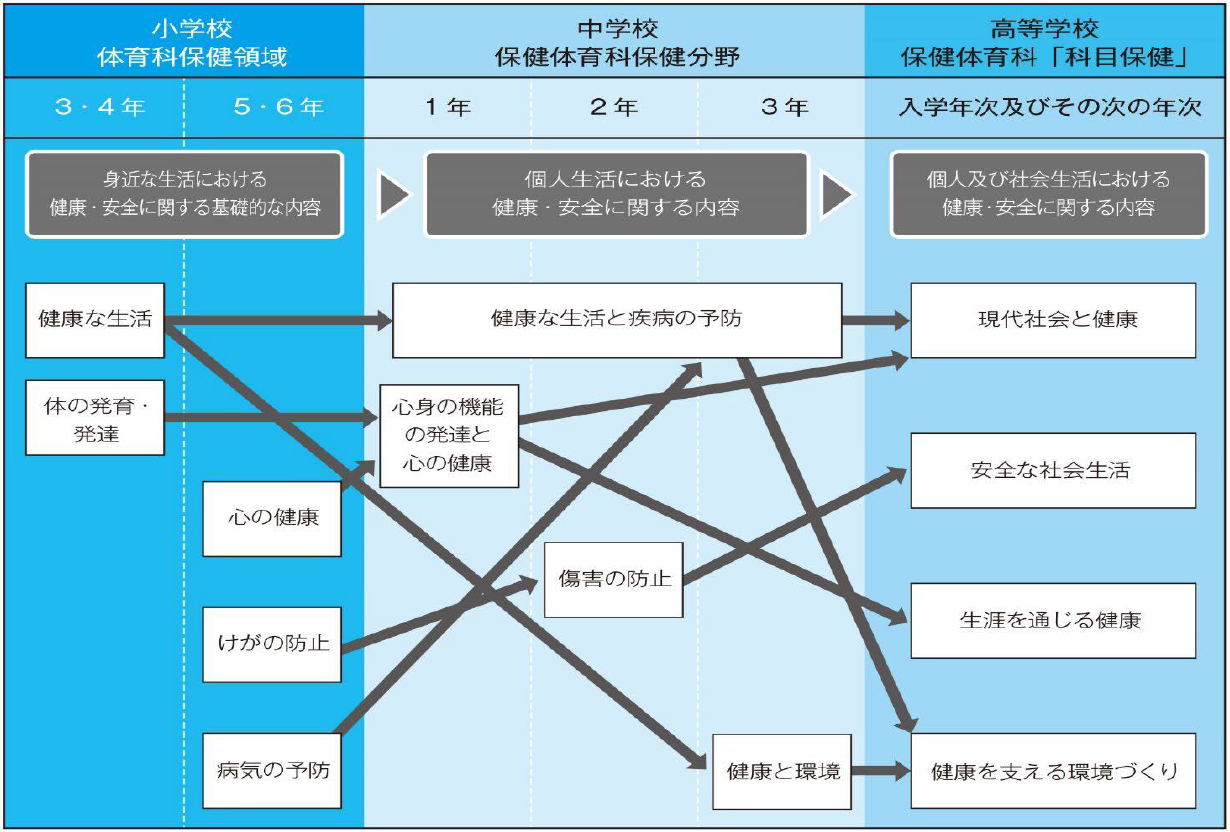 小学校
体育科保健領域
中学校
保健体育科保健分野
高等学校
保健体育科「科目保健」
3・4年
5・6年
1年
2年
3年
入学年次及びその次の年次
身近な生活における
健康・安全に関する基礎的な内容
個人生活における
健康・安全に関する内容
個人及び社会生活における
健康・安全に関する内容
健康な生活
健康な生活と疾病の予防
現代社会と健康
体の発育・
発達
心身の機能
の発達と
心の健康
安全な社会生活
心の健康
傷害の防止
生涯を通じる健康
けがの防止
病気の予防
健康と環境
健康を支える環境づくり